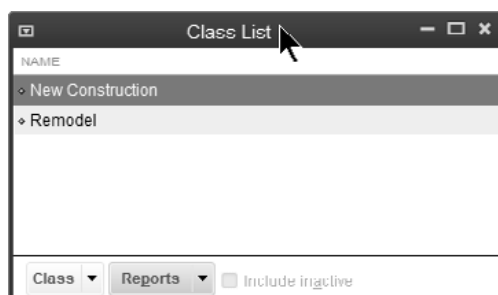 Class List
NAME
New Construction
Remodel
Class Reports Include inactive